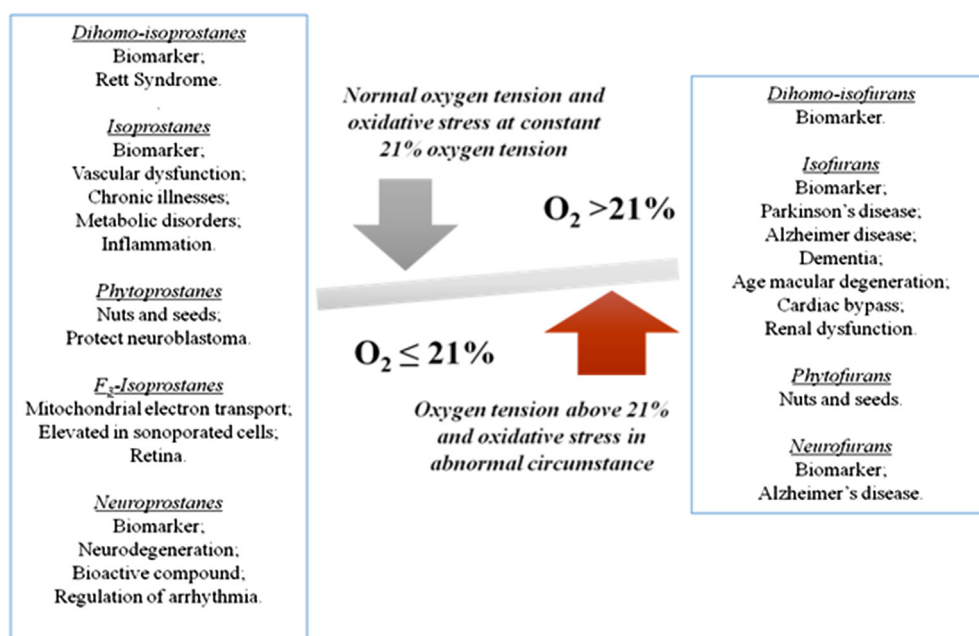 Dihomo-isoprostanes
Biomarker;
Rett Syndrome.
.
Isoprostanes
Biomarker;
Vascular dysfunction;
Chronic illnesses;
Metabolic disorders;
Inflammation.
Phytoprostanes
Nuts and seeds;
Protect neuroblastoma.
F₃-Isoprostanes
Mitochondrial electron transport;
Elevated in sonoporated cells;
Retina.
Neuroprostanes
Biomarker;
Neurodegeneration;
Bioactive compound;
Regulation of arrhythmia.
Normal oxygen tension and
oxidative stress at constant
21% oxygen tension
O₂ >21%
O₂ ≤ 21%
Oxygen tension above 21%
and oxidative stress in
abnormal circumstance
Dihomo-isofurans
Biomarker.
Isofurans
Biomarker;
Parkinson's disease;
Alzheimer disease;
Dementia;
Age macular degeneration;
Cardiac bypass;
Renal dysfunction.
Phytofurans
Nuts and seeds.
Neurofurans
Biomarker;
Alzheimer's disease.